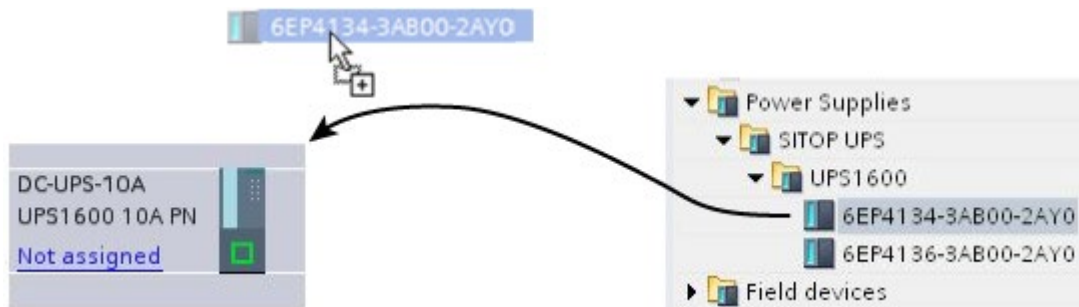 6EP4134-3AB00-2AY0
DC-UPS-10A
UPS1600 10A PN
Not assigned
Power Supplies
SITOP UPS
UPS1600
6EP4134-3AB00-2AY0
6EP4136-3AB00-2AY0
Field devices